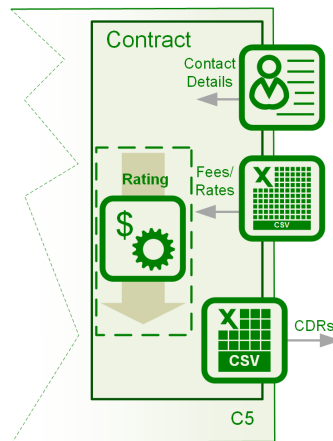 Contract
Contact
Details
Fees/
Rates
Rating
$
X
CSV
X
CSV
CDRs
C5